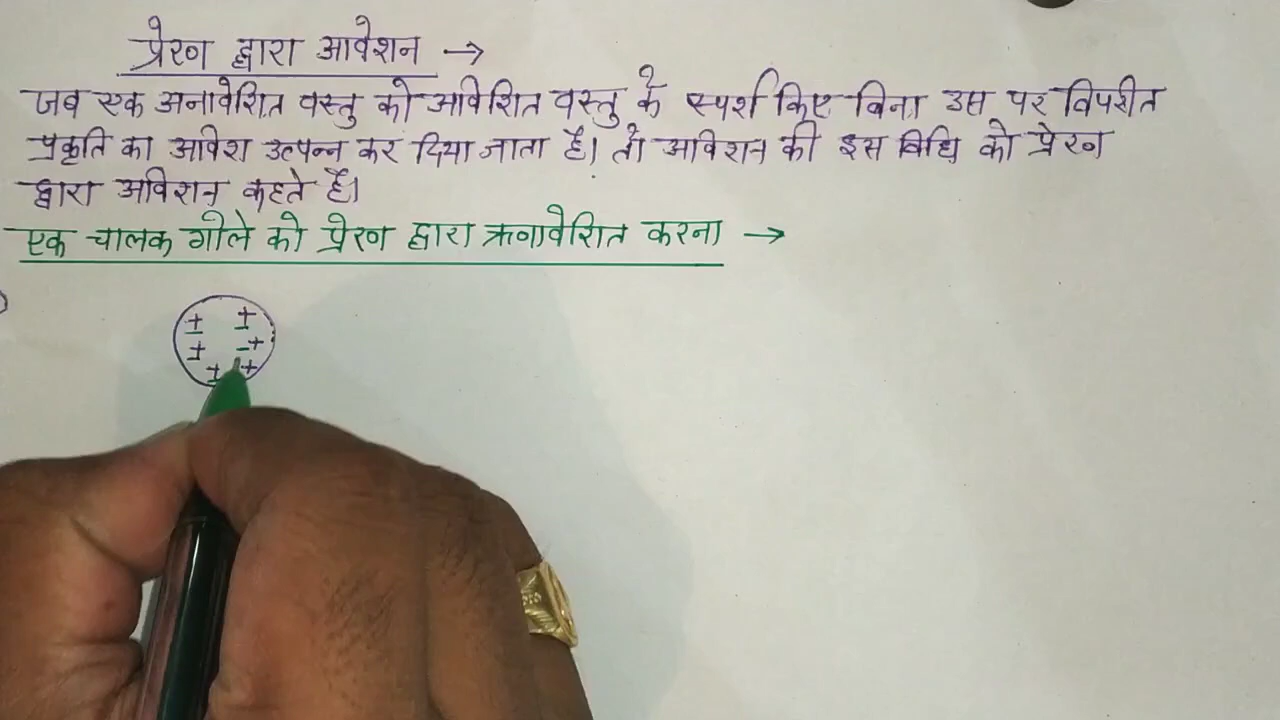 प्रेरण द्वारा आवेशन →
जब एक अनावेशित वस्तु को आवेशित वस्तु के स्पर्श किए बिना उस पर विपरीत
प्रकृति का आवेश उत्पन्न कर दिया जाता है। तो आवेशन की इस विधि को प्रेरण
द्वारा आवेशन कहते हैं।
एक चालक गोले को प्रेरण द्वारा ऋणावेशित करना →
± ±
± - +
± +